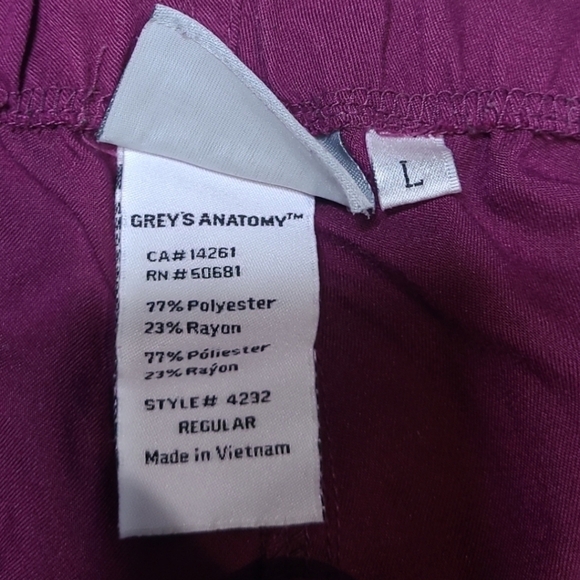 L
GREY'S ANATOMY™
CA# 14261
RN # 50681
77% Polyester
23% Rayon
77% Póliester
23% Raýon
STYLE# 4232
REGULAR
Made in Vietnam